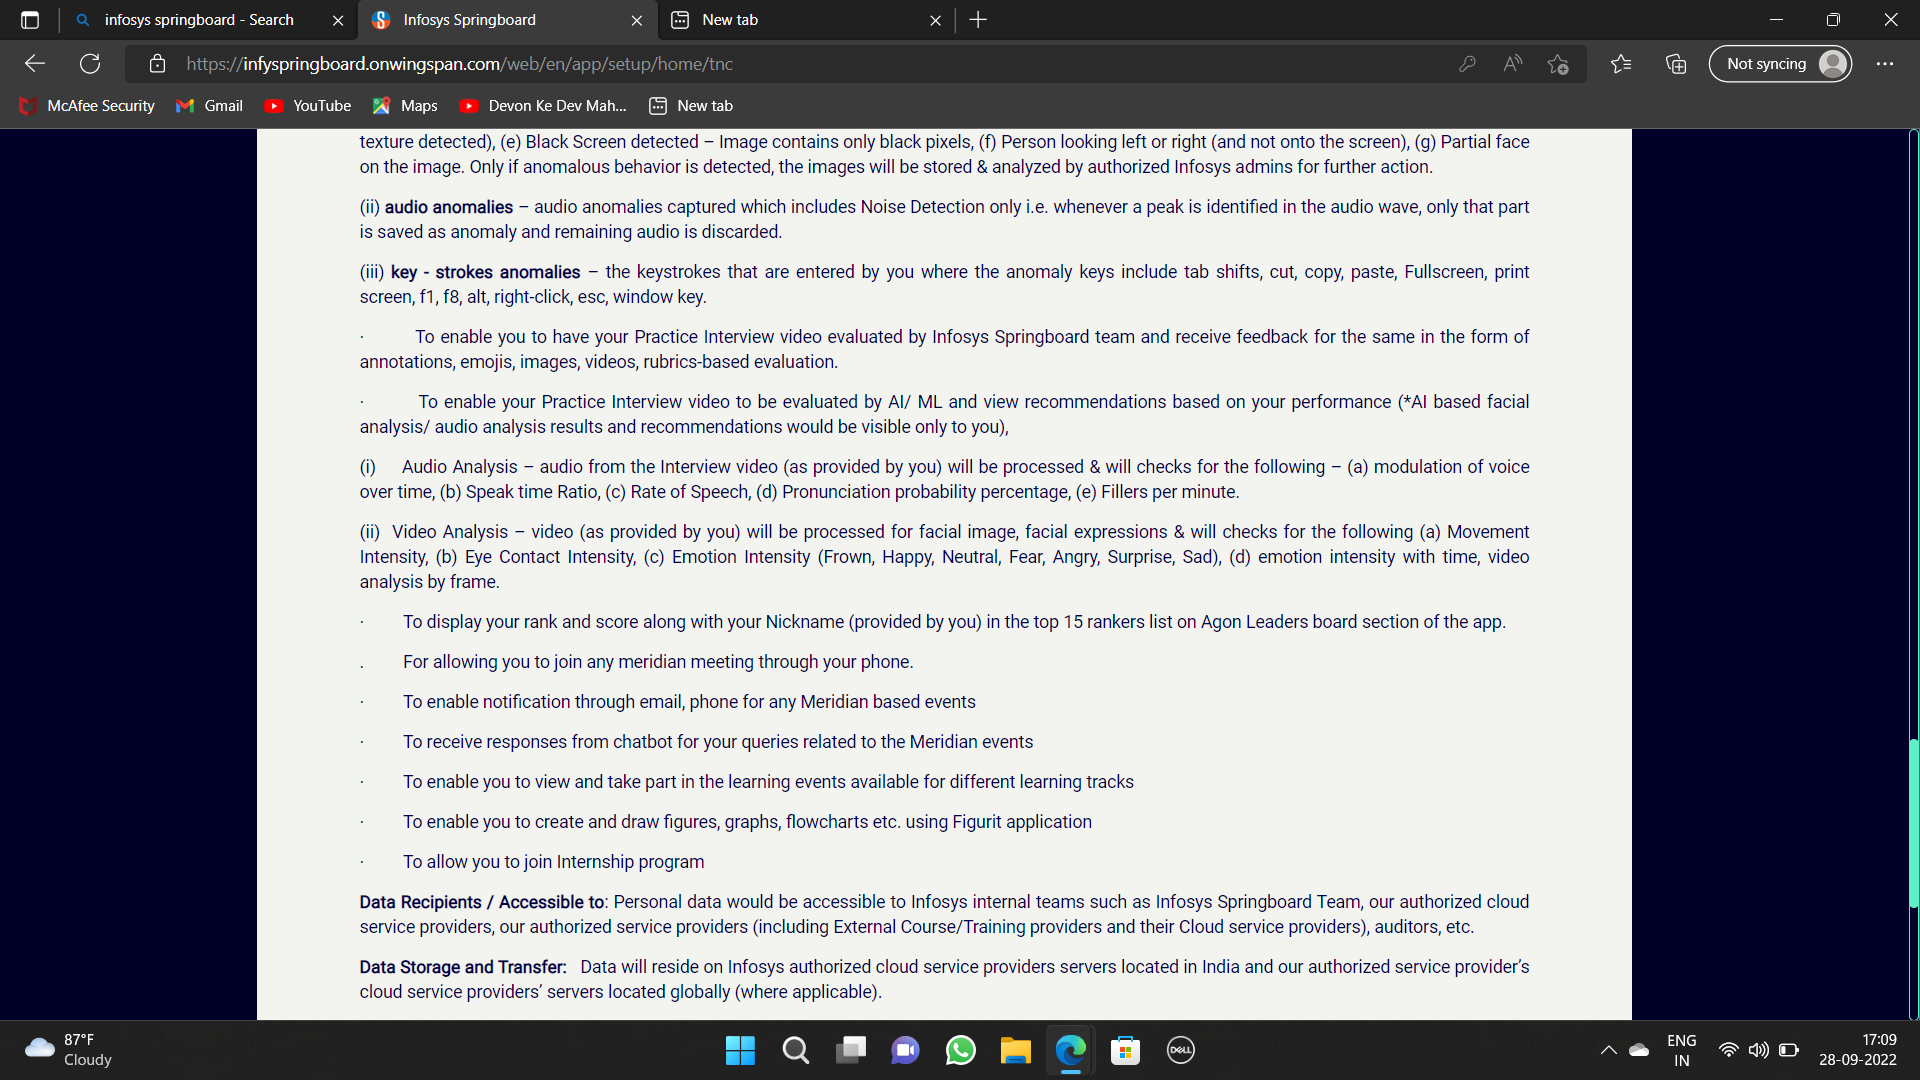 infosys springboard - Search
Infosys Springboard
New tab
https://infyspringboard.onwingspan.com/web/en/app/setup/home/tnc
Not syncing
McAfee Security
Gmail
YouTube
Maps
Devon Ke Dev Mah...
New tab
texture detected), (e) Black Screen detected – Image contains only black pixels, (f) Person looking left or right (and not onto the screen), (g) Partial face
on the image. Only if anomalous behavior is detected, the images will be stored & analyzed by authorized Infosys admins for further action.
(ii) audio anomalies – audio anomalies captured which includes Noise Detection only i.e. whenever a peak is identified in the audio wave, only that part
is saved as anomaly and remaining audio is discarded.
(iii) key - strokes anomalies – the keystrokes that are entered by you where the anomaly keys include tab shifts, cut, copy, paste, Fullscreen, print
screen, f1, f8, alt, right-click, esc, window key.
· To enable you to have your Practice Interview video evaluated by Infosys Springboard team and receive feedback for the same in the form of
annotations, emojis, images, videos, rubrics-based evaluation.
· To enable your Practice Interview video to be evaluated by AI/ ML and view recommendations based on your performance (*AI based facial
analysis/ audio analysis results and recommendations would be visible only to you),
(i) Audio Analysis – audio from the Interview video (as provided by you) will be processed & will checks for the following – (a) modulation of voice
over time, (b) Speak time Ratio, (c) Rate of Speech, (d) Pronunciation probability percentage, (e) Fillers per minute.
(ii) Video Analysis – video (as provided by you) will be processed for facial image, facial expressions & will checks for the following (a) Movement
Intensity, (b) Eye Contact Intensity, (c) Emotion Intensity (Frown, Happy, Neutral, Fear, Angry, Surprise, Sad), (d) emotion intensity with time, video
analysis by frame.
· To display your rank and score along with your Nickname (provided by you) in the top 15 rankers list on Agon Leaders board section of the app.
. For allowing you to join any meridian meeting through your phone.
· To enable notification through email, phone for any Meridian based events
· To receive responses from chatbot for your queries related to the Meridian events
· To enable you to view and take part in the learning events available for different learning tracks
· To enable you to create and draw figures, graphs, flowcharts etc. using Figurit application
· To allow you to join Internship program
Data Recipients / Accessible to: Personal data would be accessible to Infosys internal teams such as Infosys Springboard Team, our authorized cloud
service providers, our authorized service providers (including External Course/Training providers and their Cloud service providers), auditors, etc.
Data Storage and Transfer: Data will reside on Infosys authorized cloud service providers servers located in India and our authorized service provider’s
cloud service providers’ servers located globally (where applicable).
87°F
Cloudy
DELL
ENG
IN
17:09
28-09-2022